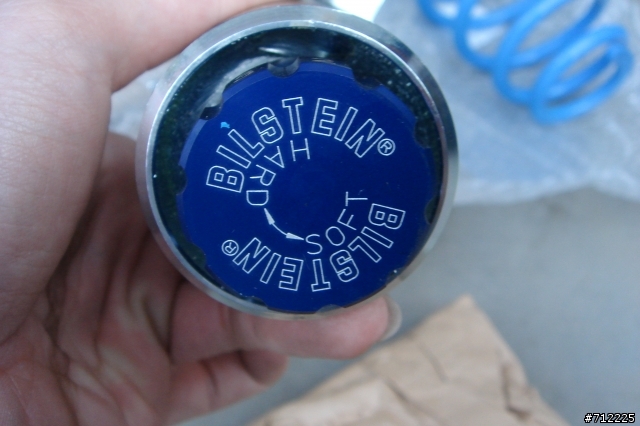 BILSTEIN®
HARD
SOFT
BILSTEIN®
#712225